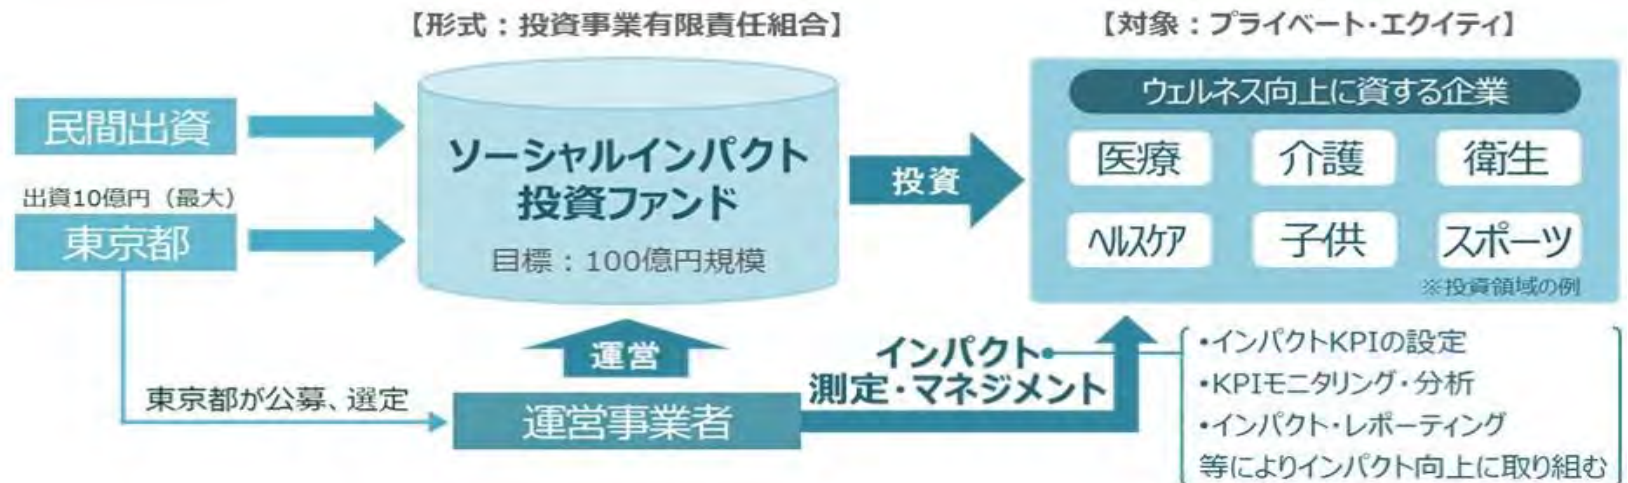 【形式：投資事業有限責任組合】
【対象：プライベート・エクイティ】
民間出資
出資10億円（最大）
東京都
ソーシャルインパクト
投資ファンド
目標：100億円規模
投資
ウェルネス向上に資する企業
医療
介護
衛生
ヘルスケア
子供
スポーツ
※投資領域の例
運営
東京都が公募、選定
運営事業者
インパクト
測定・マネジメント
・インパクトKPIの設定
・KPIモニタリング・分析
・インパクト・レポーティング
等によりインパクト向上に取り組む